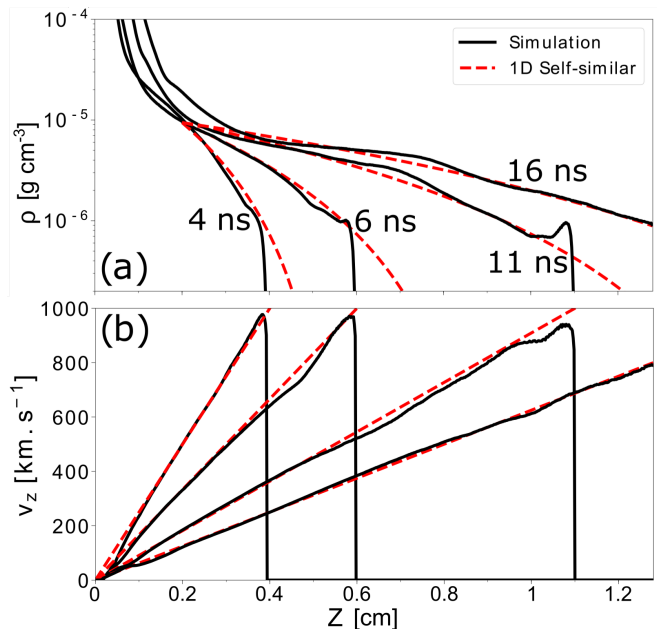 10⁻⁴
10⁻⁵
10⁻⁶
ρ [g cm⁻³]
Simulation
1D Self-similar
16 ns
4 ns
6 ns
11 ns
(a)
(b)
1000
800
600
400
200
0
v_z [km . s⁻¹]
0 0.2 0.4 0.6 0.8 1.0 1.2
Z [cm]